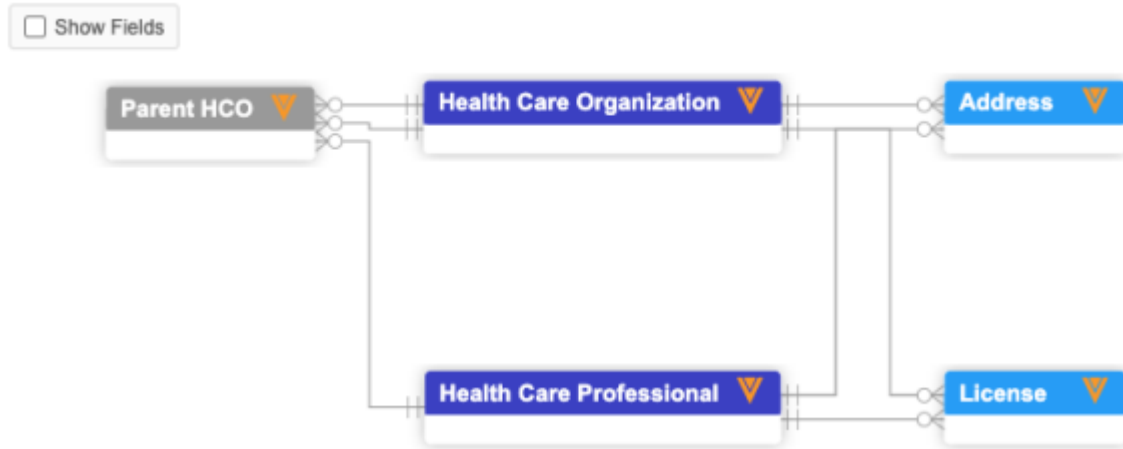 Show Fields
Parent HCO
Health Care Organization
Address
Health Care Professional
License